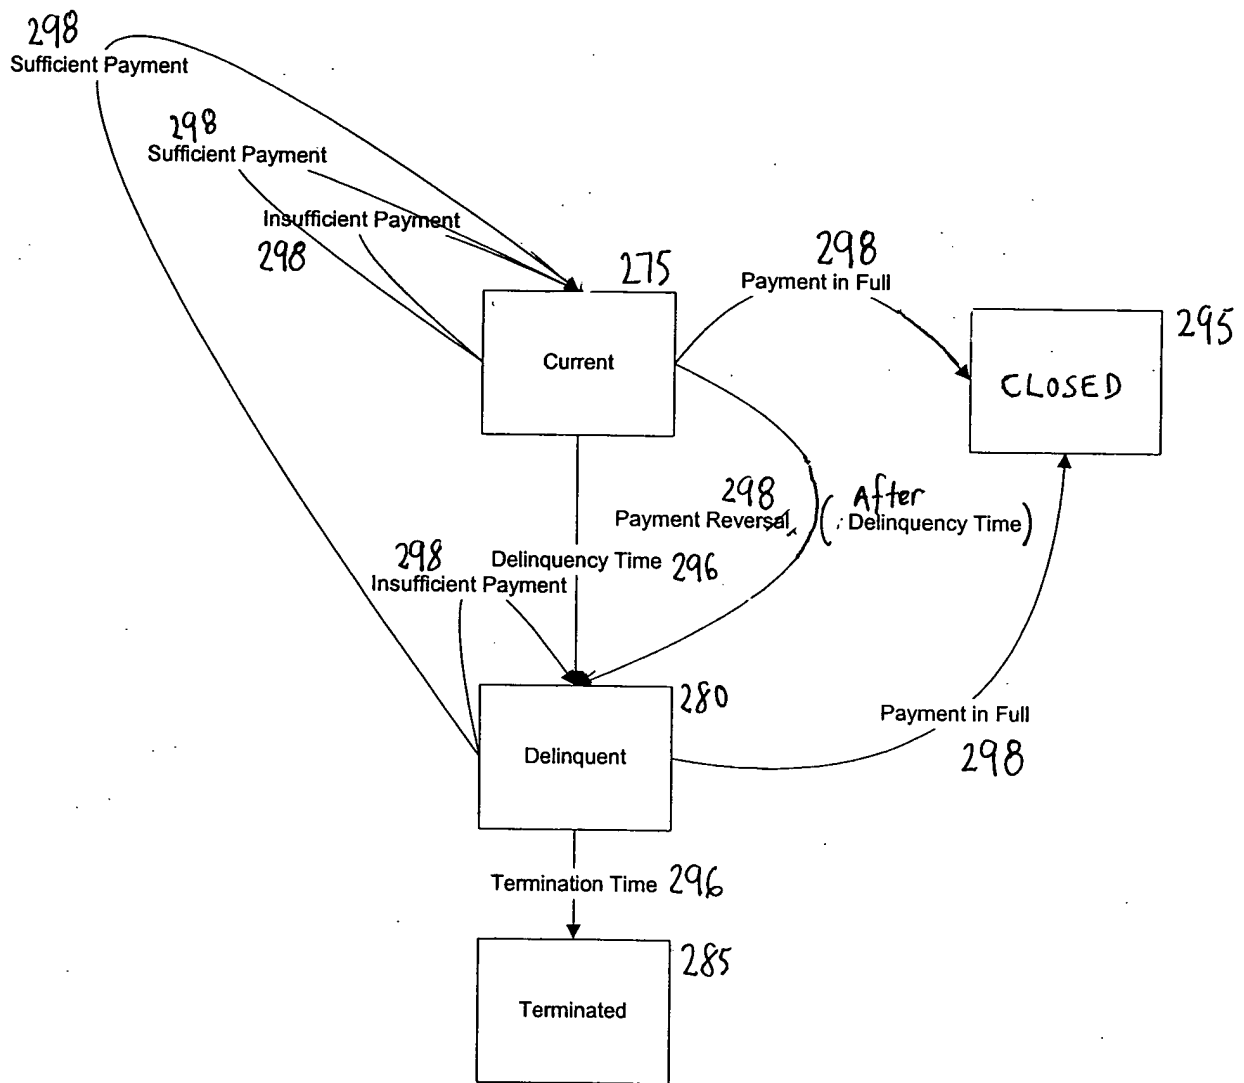 298
Sufficient Payment
298
Sufficient Payment
Insufficient Payment
298
275
298
Payment in Full
295
Current
CLOSED
298
Payment Reversal
(After
Delinquency Time)
298
Insufficient Payment
Delinquency Time 296
280
Delinquent
Payment in Full
298
Termination Time 296
285
Terminated